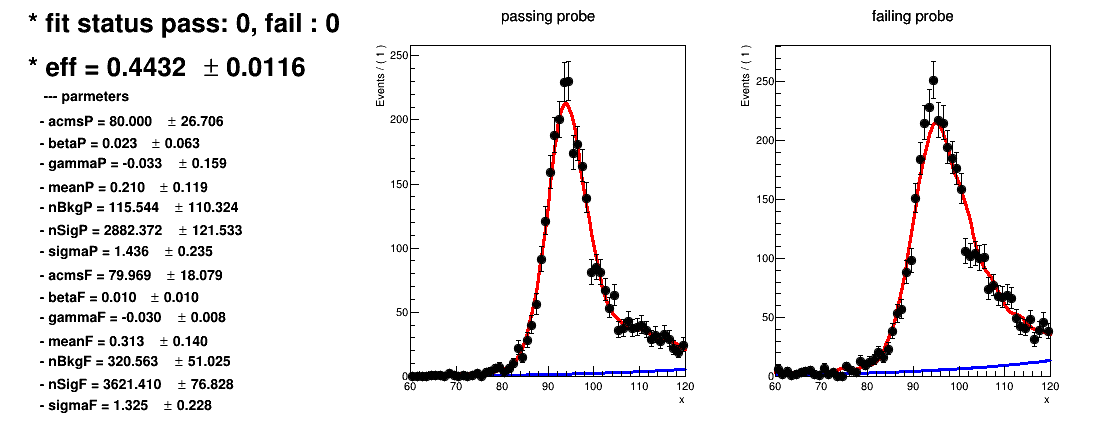 * fit status pass: 0, fail : 0
* eff = 0.4432 ± 0.0116
--- parmeters
- acmsP = 80.000 ± 26.706
- betaP = 0.023 ± 0.063
- gammaP = -0.033 ± 0.159
- meanP = 0.210 ± 0.119
- nBkgP = 115.544 ± 110.324
- nSigP = 2882.372 ± 121.533
- sigmaP = 1.436 ± 0.235
- acmsF = 79.969 ± 18.079
- betaF = 0.010 ± 0.010
- gammaF = -0.030 ± 0.008
- meanF = 0.313 ± 0.140
- nBkgF = 320.563 ± 51.025
- nSigF = 3621.410 ± 76.828
- sigmaF = 1.325 ± 0.228
passing probe
Events / ( 1 )
250
200
150
100
50
0
60 70 80 90 100 110 120
x
failing probe
Events / ( 1 )
250
200
150
100
50
0
60 70 80 90 100 110 120
x